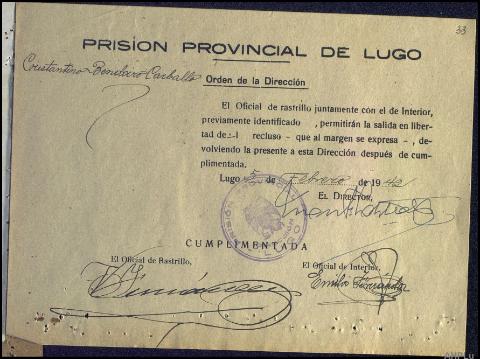 33
PRISION PROVINCIAL DE LUGO
Constantino Carballo
Orden de la Dirección
El Oficial de rastrillo juntamente con el de Interior,
previamente identificado , permitirán la salida en liber-
tad de -l recluso - que al margen se expresa - , de-
volviendo la presente a esta Dirección después de cum-
plimentada.
Lugo 5 de Febrero de 1942
EL DIRECTOR,
CUMPLIMENTADA
El Oficial de Rastrillo,
El Oficial de Interior,
Emilio Fernández